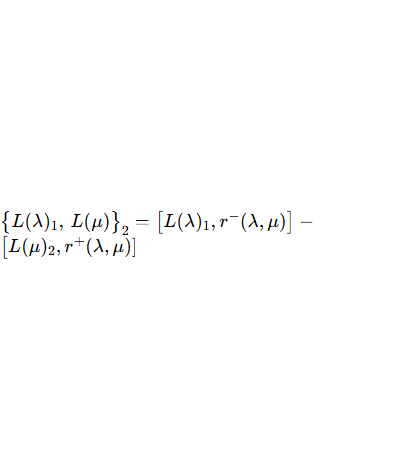 {L(λ)₁, L(μ)}₂ = [L(λ)₁, r⁻(λ, μ)] −
[L(μ)₂, r⁺(λ, μ)]